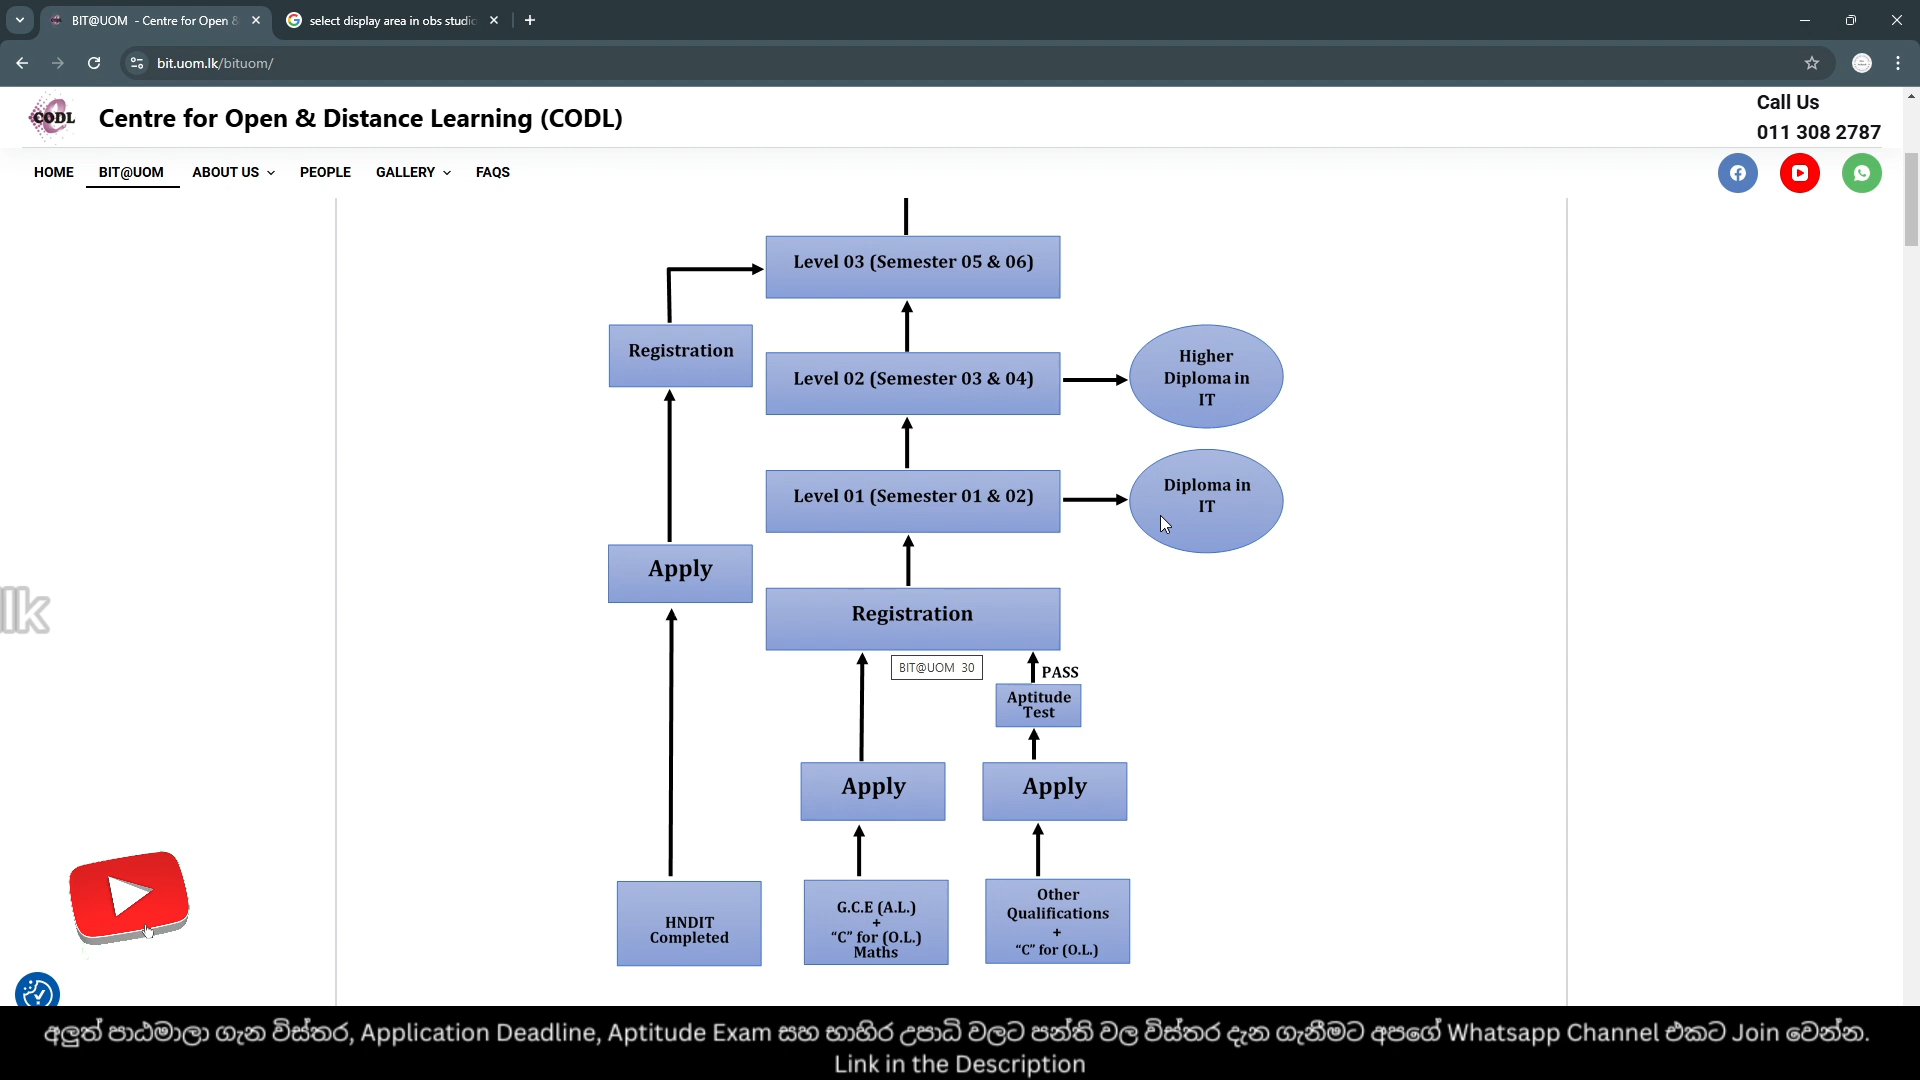 BIT@UOM - Centre for Open &
select display area in obs studio
bit.uom.lk/bituom/
CODL
Centre for Open & Distance Learning (CODL)
Call Us
011 308 2787
HOME
BIT@UOM
ABOUT US
PEOPLE
GALLERY
FAQS
Level 03 (Semester 05 & 06)
Registration
Level 02 (Semester 03 & 04)
Higher
Diploma in
IT
Level 01 (Semester 01 & 02)
Diploma in
IT
Apply
lk
Registration
BIT@UOM 30
PASS
Aptitude
Test
Apply
Apply
HNDIT
Completed
G.C.E (A.L.)
+
“C” for (O.L.)
Maths
Other
Qualifications
+
“C” for (O.L.)
අලුත් පාඨමාලා ගැන විස්තර, Application Deadline, Aptitude Exam සහ භාහිර උපාධි වලට පන්ති වල විස්තර දැන ගැනීමට අපගේ Whatsapp Channel එකට Join වෙන්න.
Link in the Description